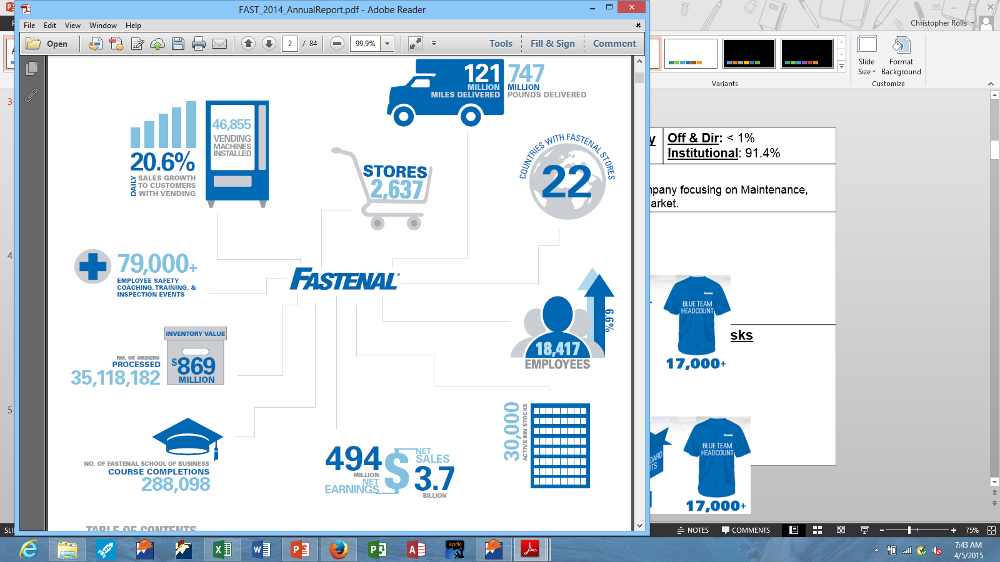 FAST_2014_AnnualReport.pdf - Adobe Reader
File Edit View Window Help
Open
2 / 84
99.9%
Tools Fill & Sign Comment
121
MILLION
MILES DELIVERED
747
MILLION
POUNDS DELIVERED
46,855
VENDING
MACHINES
INSTALLED
20.6%
DAILY
SALES GROWTH
TO CUSTOMERS
WITH VENDING
STORES
2,637
COUNTRIES WITH FASTENAL STORES
22
79,000+
EMPLOYEE SAFETY
COACHING, TRAINING, &
INSPECTION EVENTS
FASTENAL®
6.6%
18,417
EMPLOYEES
INVENTORY VALUE
$869
MILLION
NO. OF ORDERS
PROCESSED
35,118,182
30,000
ACTIVE BIN STOCKS
NO. OF FASTENAL SCHOOL OF BUSINESS
COURSE COMPLETIONS
288,098
494
MILLION
NET
EARNINGS
$
NET
SALES
3.7
BILLION
TABLE OF CONTENTS
Christopher Rolls
Slide
Size
Format
Background
Variants
Customize
3
4
5
y
Off & Dir: < 1%
Institutional: 91.4%
mpany focusing on Maintenance,
arket.
BLUE TEAM
HEADCOUNT
17,000+
sks
DARD
RTS
BLUE TEAM
HEADCOUNT
17,000+
SLI
NOTES COMMENTS
75%
kindle
7:43 AM
4/5/2015